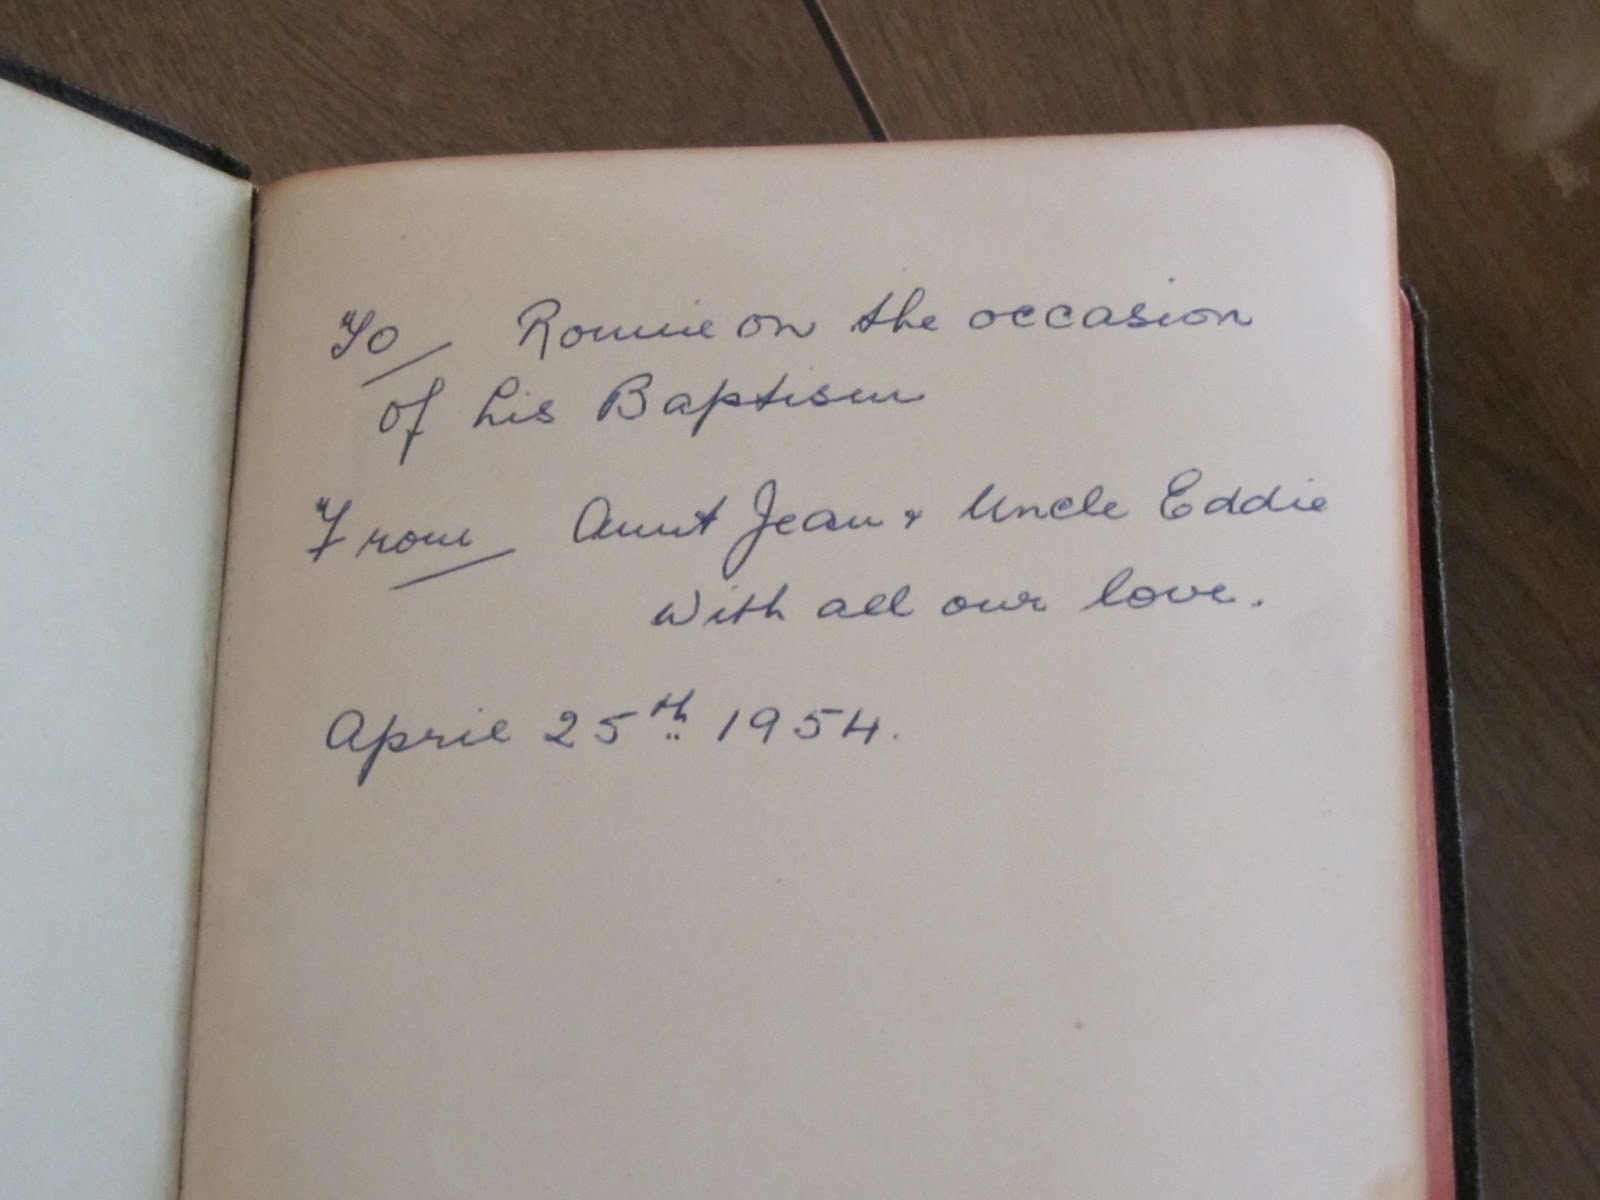 To Ronnie on the occasion
of his Baptism
From Aunt Jean & Uncle Eddie
With all our love.
April 25th 1954.